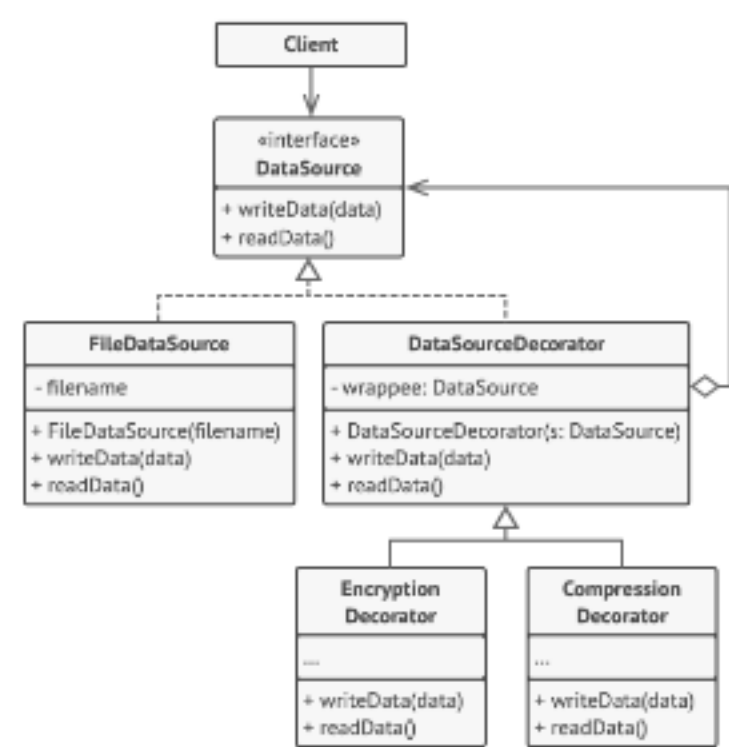 Client
«interface»
DataSource
+ writeData(data)
+ readData()
FileDataSource
- filename
+ FileDataSource(filename)
+ writeData(data)
+ readData()
DataSourceDecorator
- wrappee: DataSource
+ DataSourceDecorator(s: DataSource)
+ writeData(data)
+ readData()
Encryption
Decorator
...
+ writeData(data)
+ readData()
Compression
Decorator
...
+ writeData(data)
+ readData()